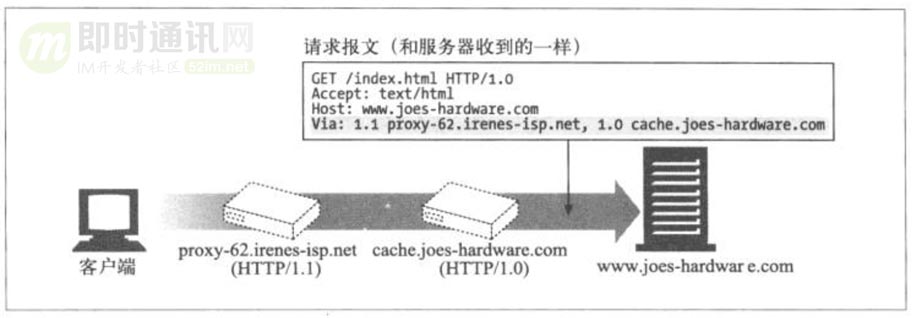 即时通讯网
IM开发者社区 52im.net
请求报文（和服务器收到的一样）
GET /index.html HTTP/1.0
Accept: text/html
Host: www.joes-hardware.com
Via: 1.1 proxy-62.irenes-isp.net, 1.0 cache.joes-hardware.com
客户端
proxy-62.irenes-isp.net
(HTTP/1.1)
cache.joes-hardware.com
(HTTP/1.0)
www.joes-hardware.com